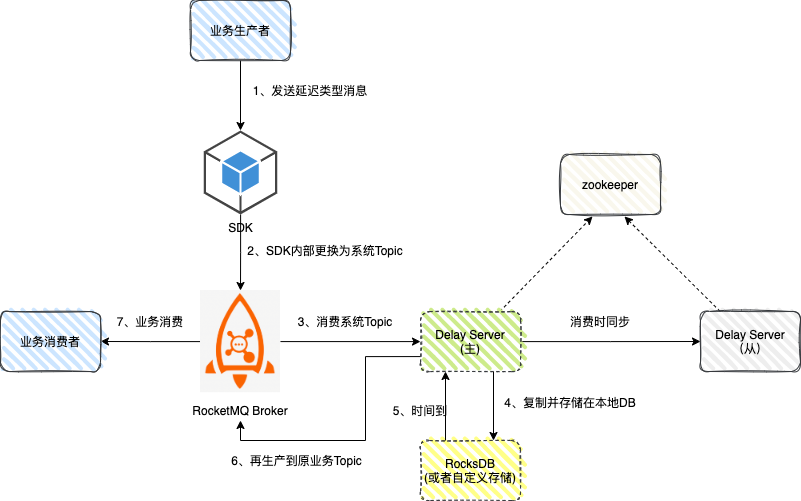 业务生产者
1、发送延迟类型消息
SDK
2、SDK内部更换为系统Topic
zookeeper
业务消费者
7、业务消费
3、消费系统Topic
Delay Server
(主)
消费时同步
Delay Server
（从）
RocketMQ Broker
5、时间到
4、复制并存储在本地DB
6、再生产到原业务Topic
RocksDB
(或者自定义存储)